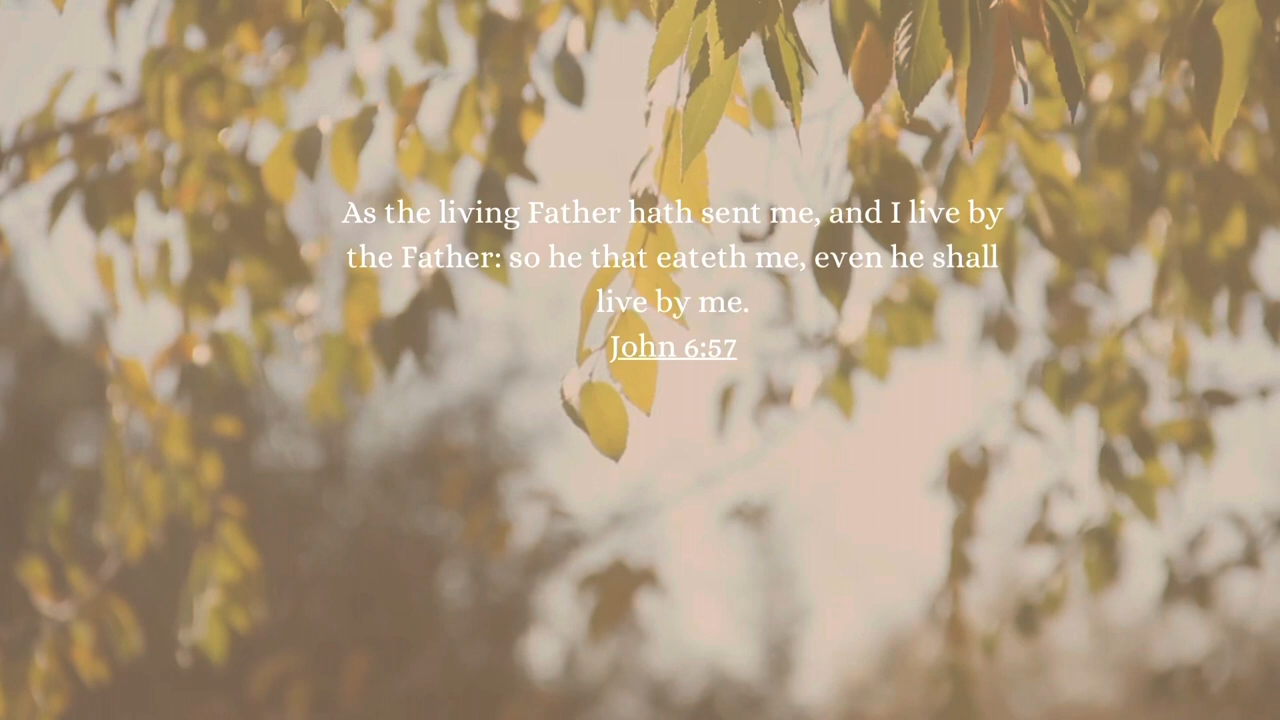 As the living Father hath sent me, and I live by
the Father: so he that eateth me, even he shall
live by me.
John 6:57